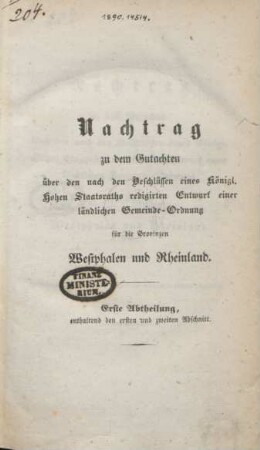 204.
1890. 14514.
Nachtrag
zu dem Gutachten
über den nach den Beschlüssen eines Königl.
Hohen Staatsraths redigirten Entwurf einer
ländlichen Gemeinde-Ordnung
für die Provinzen
Westphalen und Rheinland.
FINANZ
MINISTE-
RIUM.
Erste Abtheilung,
enthaltend den ersten und zweiten Abschnitt.